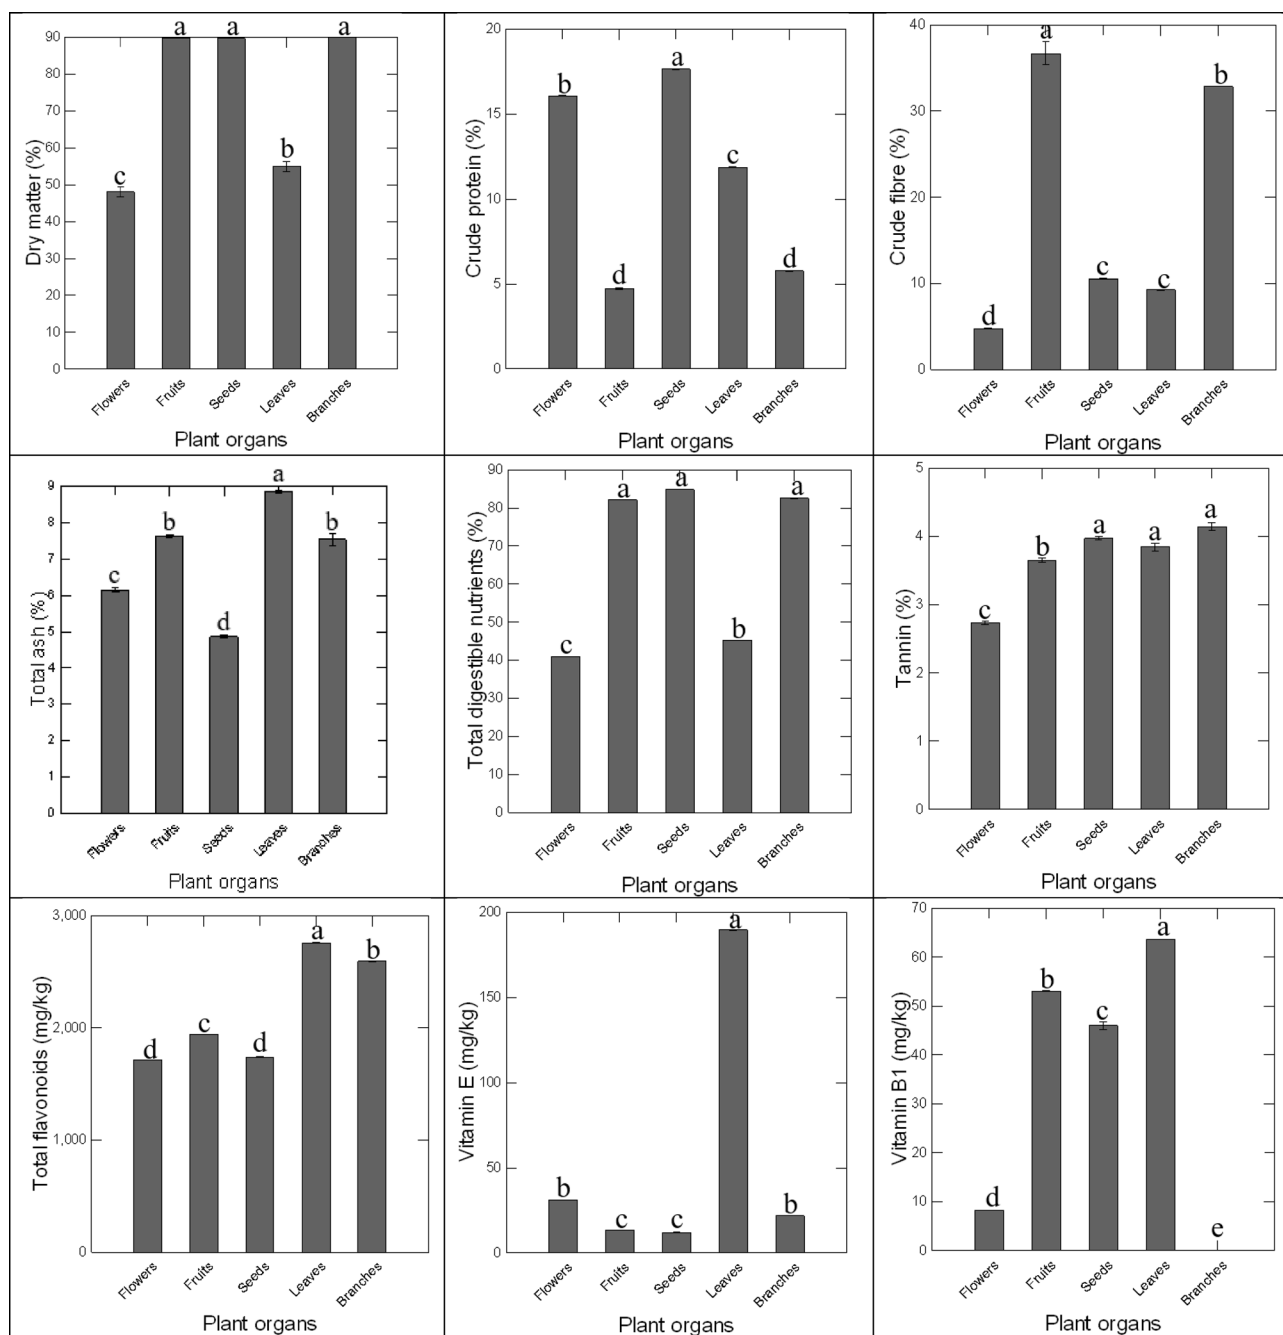 Dry matter (%)
90
80
70
60
50
40
30
20
10
0
c
a
a
b
a
Flowers
Fruits
Seeds
Leaves
Branches
Plant organs
Crude protein (%)
20
15
10
5
0
b
d
a
c
d
Flowers
Fruits
Seeds
Leaves
Branches
Plant organs
Crude fibre (%)
40
30
20
10
0
d
a
c
c
b
Flowers
Fruits
Seeds
Leaves
Branches
Plant organs
Total ash (%)
9
8
7
6
5
4
3
2
1
0
c
b
d
a
b
Flowers
Fruits
Seeds
Leaves
Branches
Plant organs
Total digestible nutrients (%)
90
80
70
60
50
40
30
20
10
0
c
a
a
b
a
Flowers
Fruits
Seeds
Leaves
Branches
Plant organs
Tannin (%)
5
4
3
2
1
0
c
b
a
a
a
Flowers
Fruits
Seeds
Leaves
Branches
Plant organs
Total flavonoids (mg/kg)
3,000
2,000
1,000
0
d
c
d
a
b
Flowers
Fruits
Seeds
Leaves
Branches
Plant organs
Vitamin E (mg/kg)
200
150
100
50
0
b
c
c
a
b
Flowers
Fruits
Seeds
Leaves
Branches
Plant organs
Vitamin B1 (mg/kg)
70
60
50
40
30
20
10
0
d
b
c
a
e
Flowers
Fruits
Seeds
Leaves
Branches
Plant organs